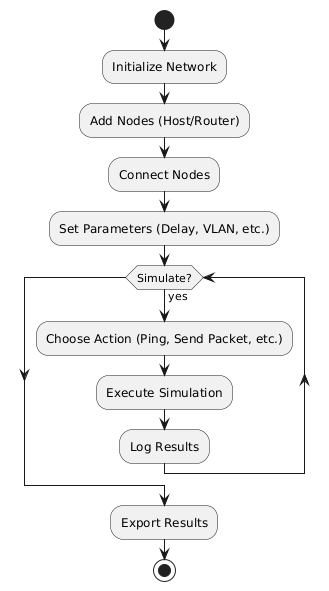 Initialize Network
Add Nodes (Host/Router)
Connect Nodes
Set Parameters (Delay, VLAN, etc.)
Simulate?
yes
Choose Action (Ping, Send Packet, etc.)
Execute Simulation
Log Results
Export Results